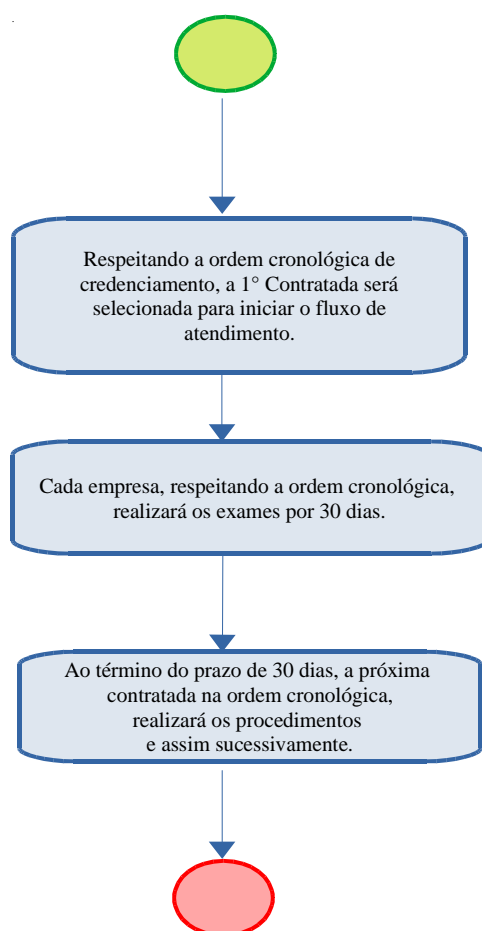 Respeitando a ordem cronológica de
credenciamento, a 1° Contratada será
selecionada para iniciar o fluxo de
atendimento.
Cada empresa, respeitando a ordem cronológica,
realizará os exames por 30 dias.
Ao término do prazo de 30 dias, a próxima
contratada na ordem cronológica,
realizará os procedimentos
e assim sucessivamente.